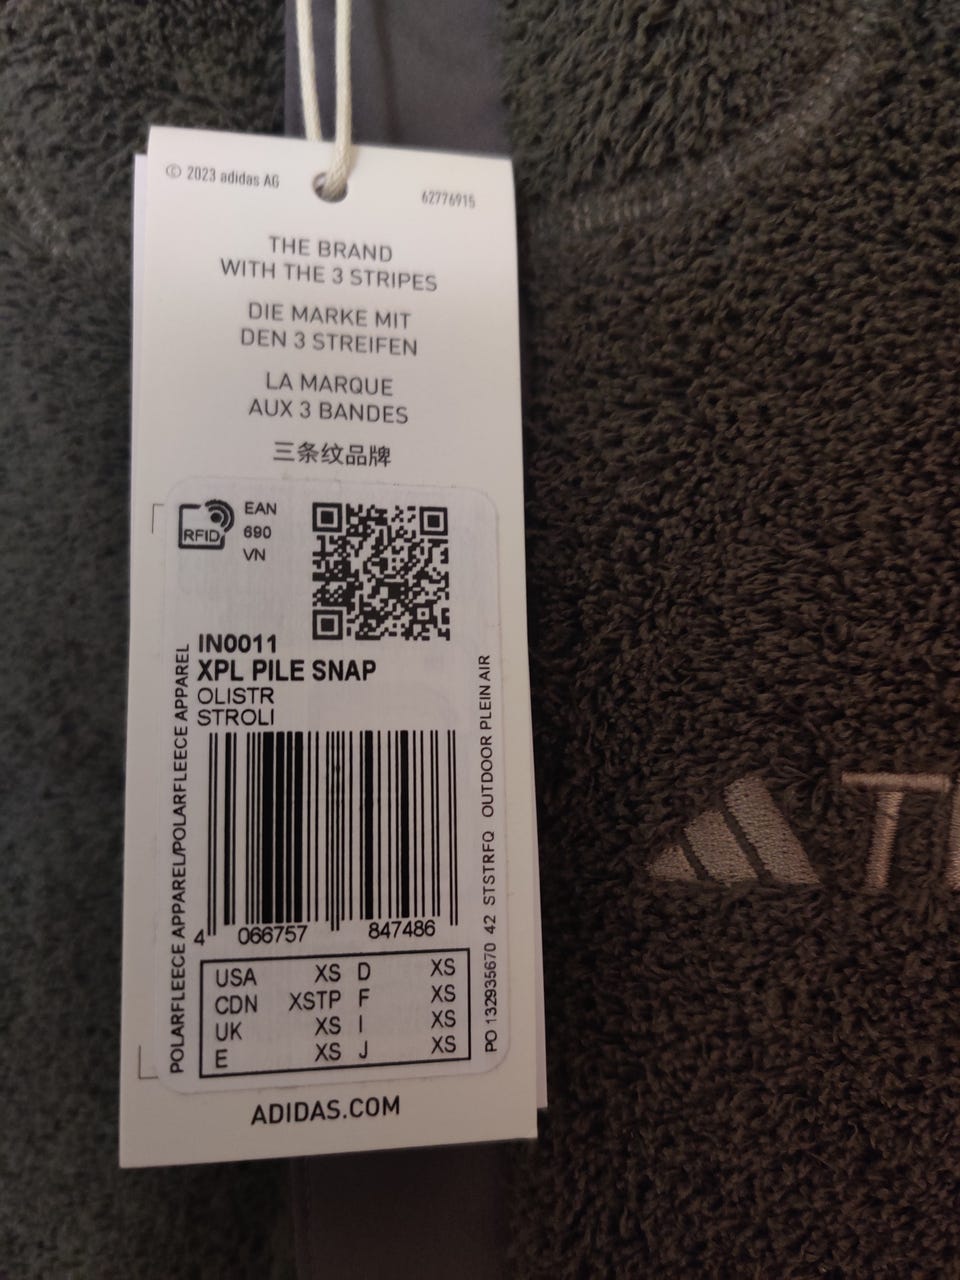 © 2023 adidas AG
62776915
THE BRAND
WITH THE 3 STRIPES
DIE MARKE MIT
DEN 3 STREIFEN
LA MARQUE
AUX 3 BANDES
三条纹品牌
RFID
EAN
690
VN
IN0011
XPL PILE SNAP
OLISTR
STROLI
POLARFLEECE APPAREL/POLARFLEECE APPAREL
PO 132935670 42 STSTRFQ OUTDOOR PLEIN AIR
4 066757 847486
USA XS D XS
CDN XSTP F XS
UK XS I XS
E XS J XS
ADIDAS.COM